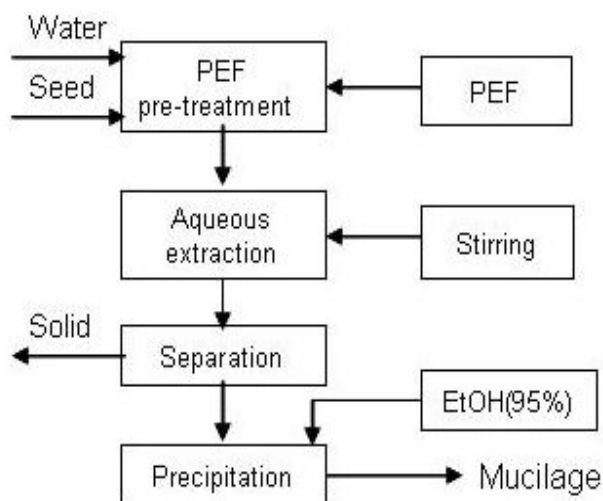 Water
Seed
PEF
pre-treatment
PEF
Aqueous
extraction
Stirring
Solid
Separation
EtOH(95%)
Precipitation
Mucilage